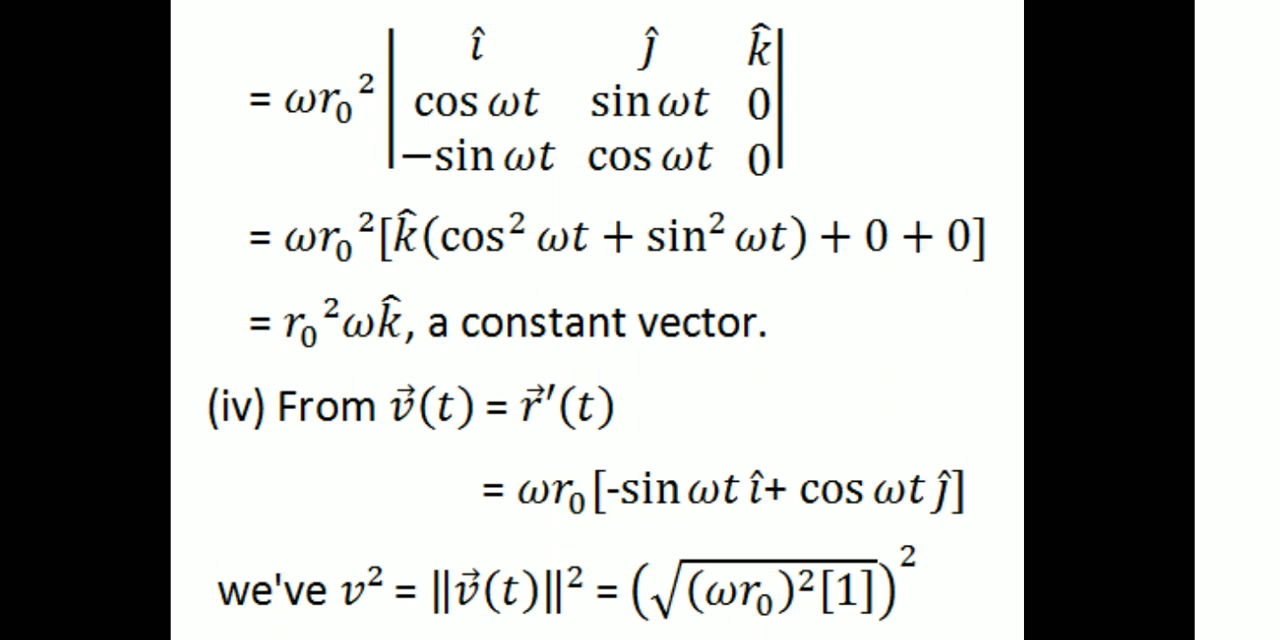 î ĵ k̂
= ωr₀² | cos ωt sin ωt 0 |
−sin ωt cos ωt 0
= ωr₀²[k̂(cos² ωt + sin² ωt) + 0 + 0]
= r₀²ωk̂, a constant vector.
(iv) From v⃗(t) = r⃗′(t)
= ωr₀[-sin ωt î+ cos ωt ĵ]
we've v² = ‖v⃗(t)‖² = (√(ωr₀)²[1])²